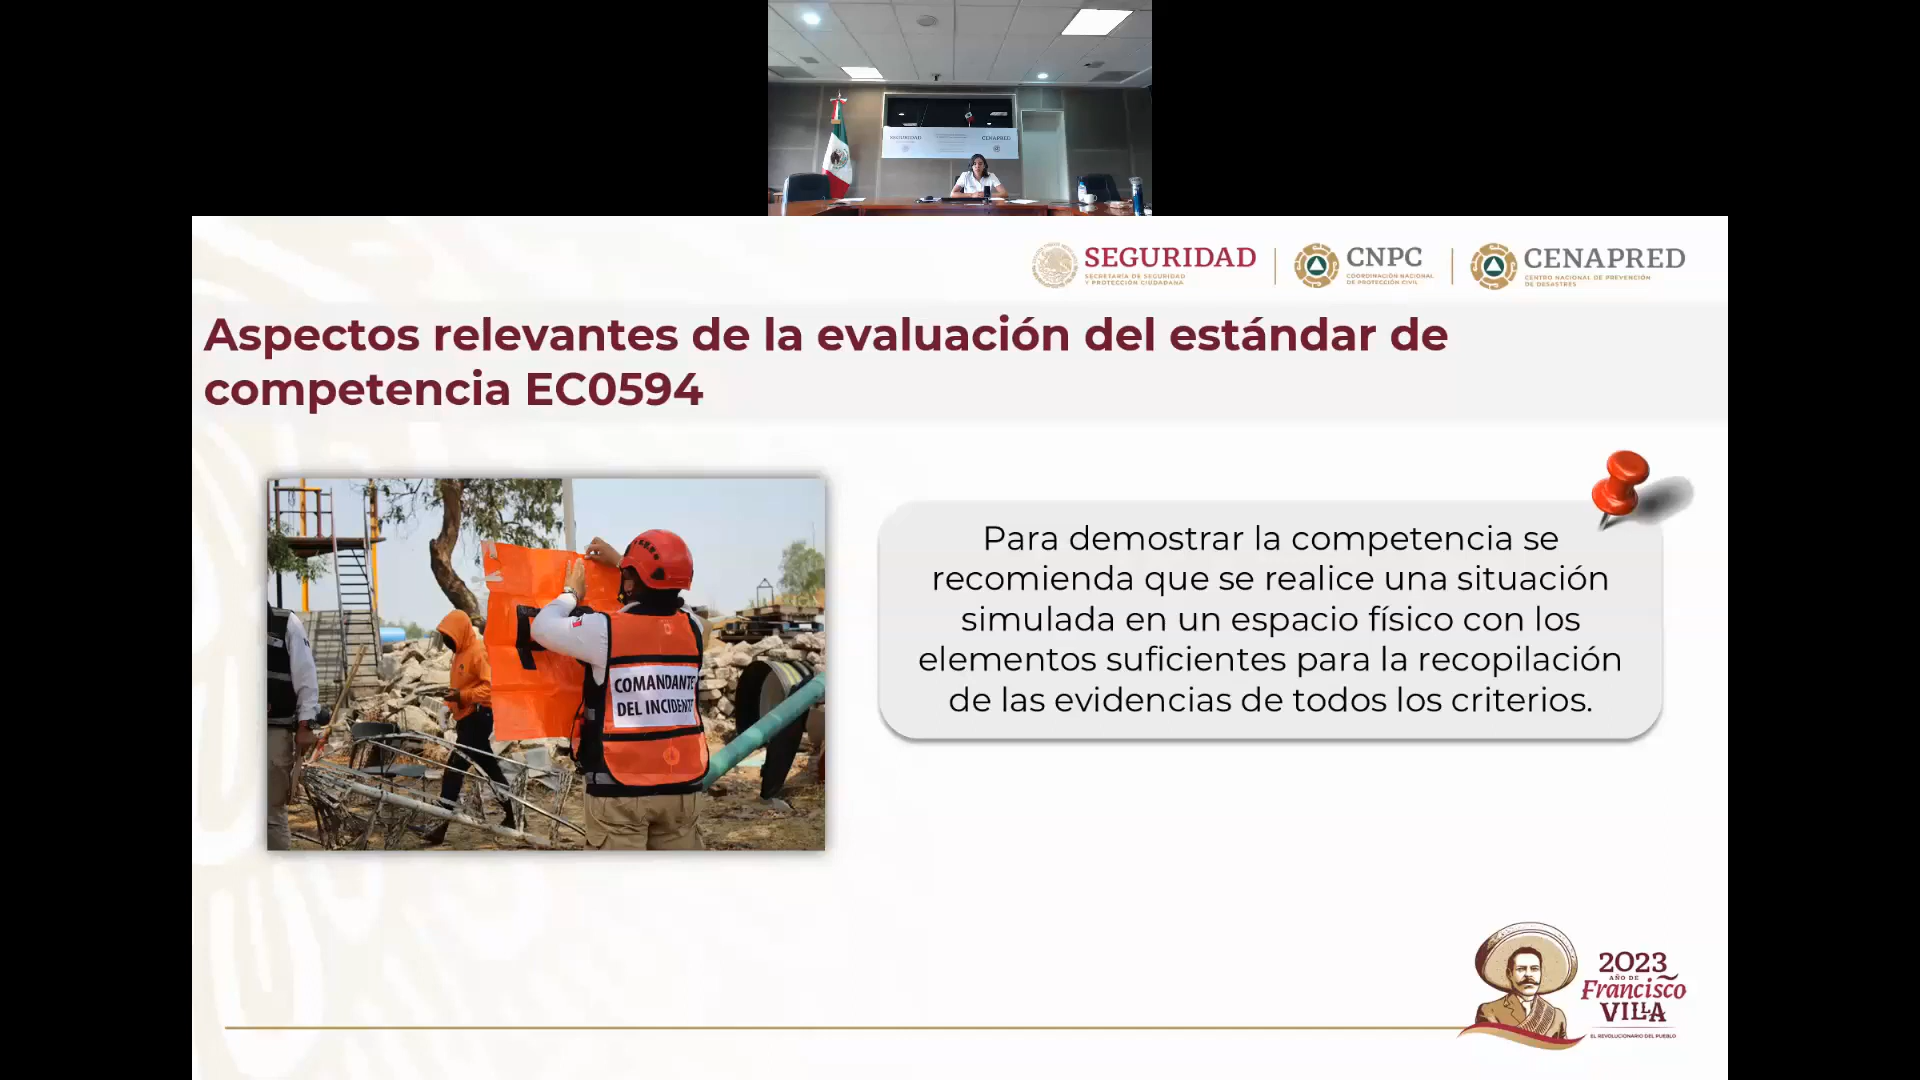 SEGURIDAD
CENAPRED
SEGURIDAD
SECRETARÍA DE SEGURIDAD
Y PROTECCIÓN CIUDADANA
CNPC
COORDINACIÓN NACIONAL
DE PROTECCIÓN CIVIL
CENAPRED
CENTRO NACIONAL DE PREVENCIÓN
DE DESASTRES
Aspectos relevantes de la evaluación del estándar de
competencia EC0594
COMANDANTE
DEL INCIDENT
Para demostrar la competencia se
recomienda que se realice una situación
simulada en un espacio físico con los
elementos suficientes para la recopilación
de las evidencias de todos los criterios.
2023
AÑO DE
Francisco
VILLA
EL REVOLUCIONARIO DEL PUEBLO